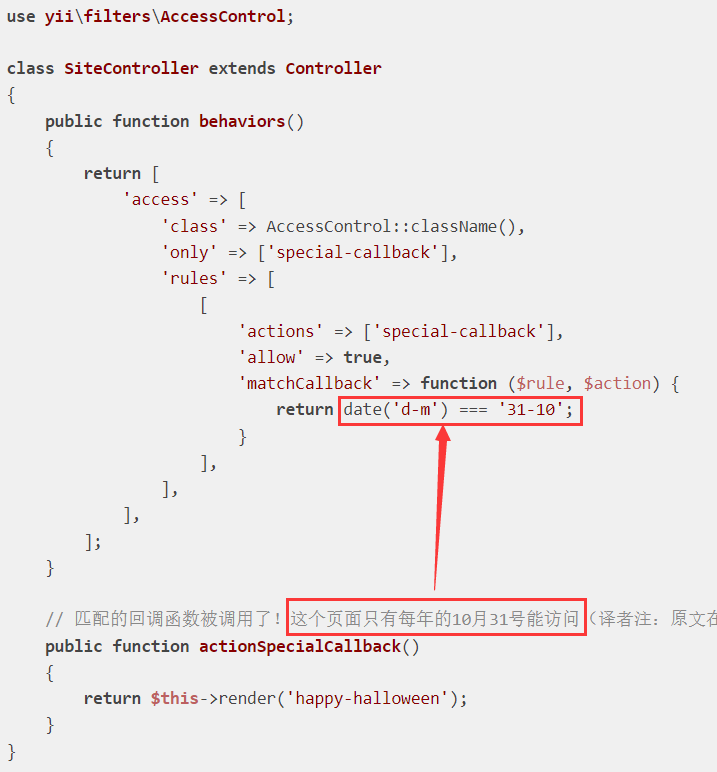 use yii\filters\AccessControl;
class SiteController extends Controller
{
public function behaviors()
{
return [
'access' => [
'class' => AccessControl::className(),
'only' => ['special-callback'],
'rules' => [
[
'actions' => ['special-callback'],
'allow' => true,
'matchCallback' => function ($rule, $action) {
return date('d-m') === '31-10';
}
],
],
],
];
}
// 匹配的回调函数被调用了！这个页面只有每年的10月31号能访问（译者注：原文在
public function actionSpecialCallback()
{
return $this->render('happy-halloween');
}
}